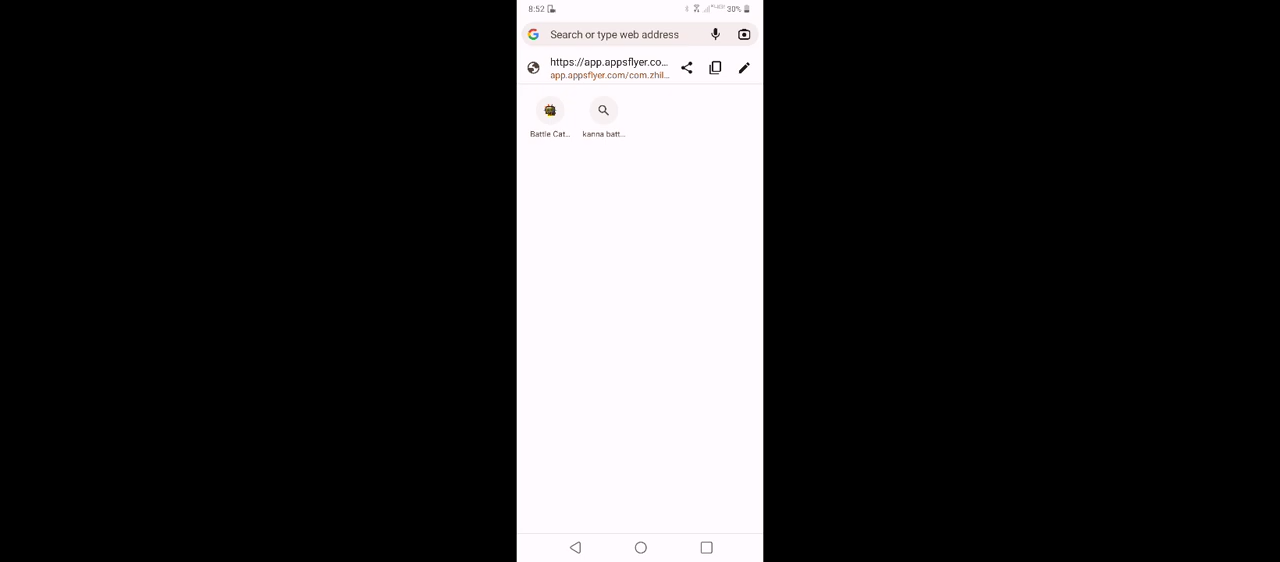 8:52 30%
Search or type web address
https://app.appsflyer.co...
app.appsflyer.com/com.zhil...
Battle Cat... kanna batt...